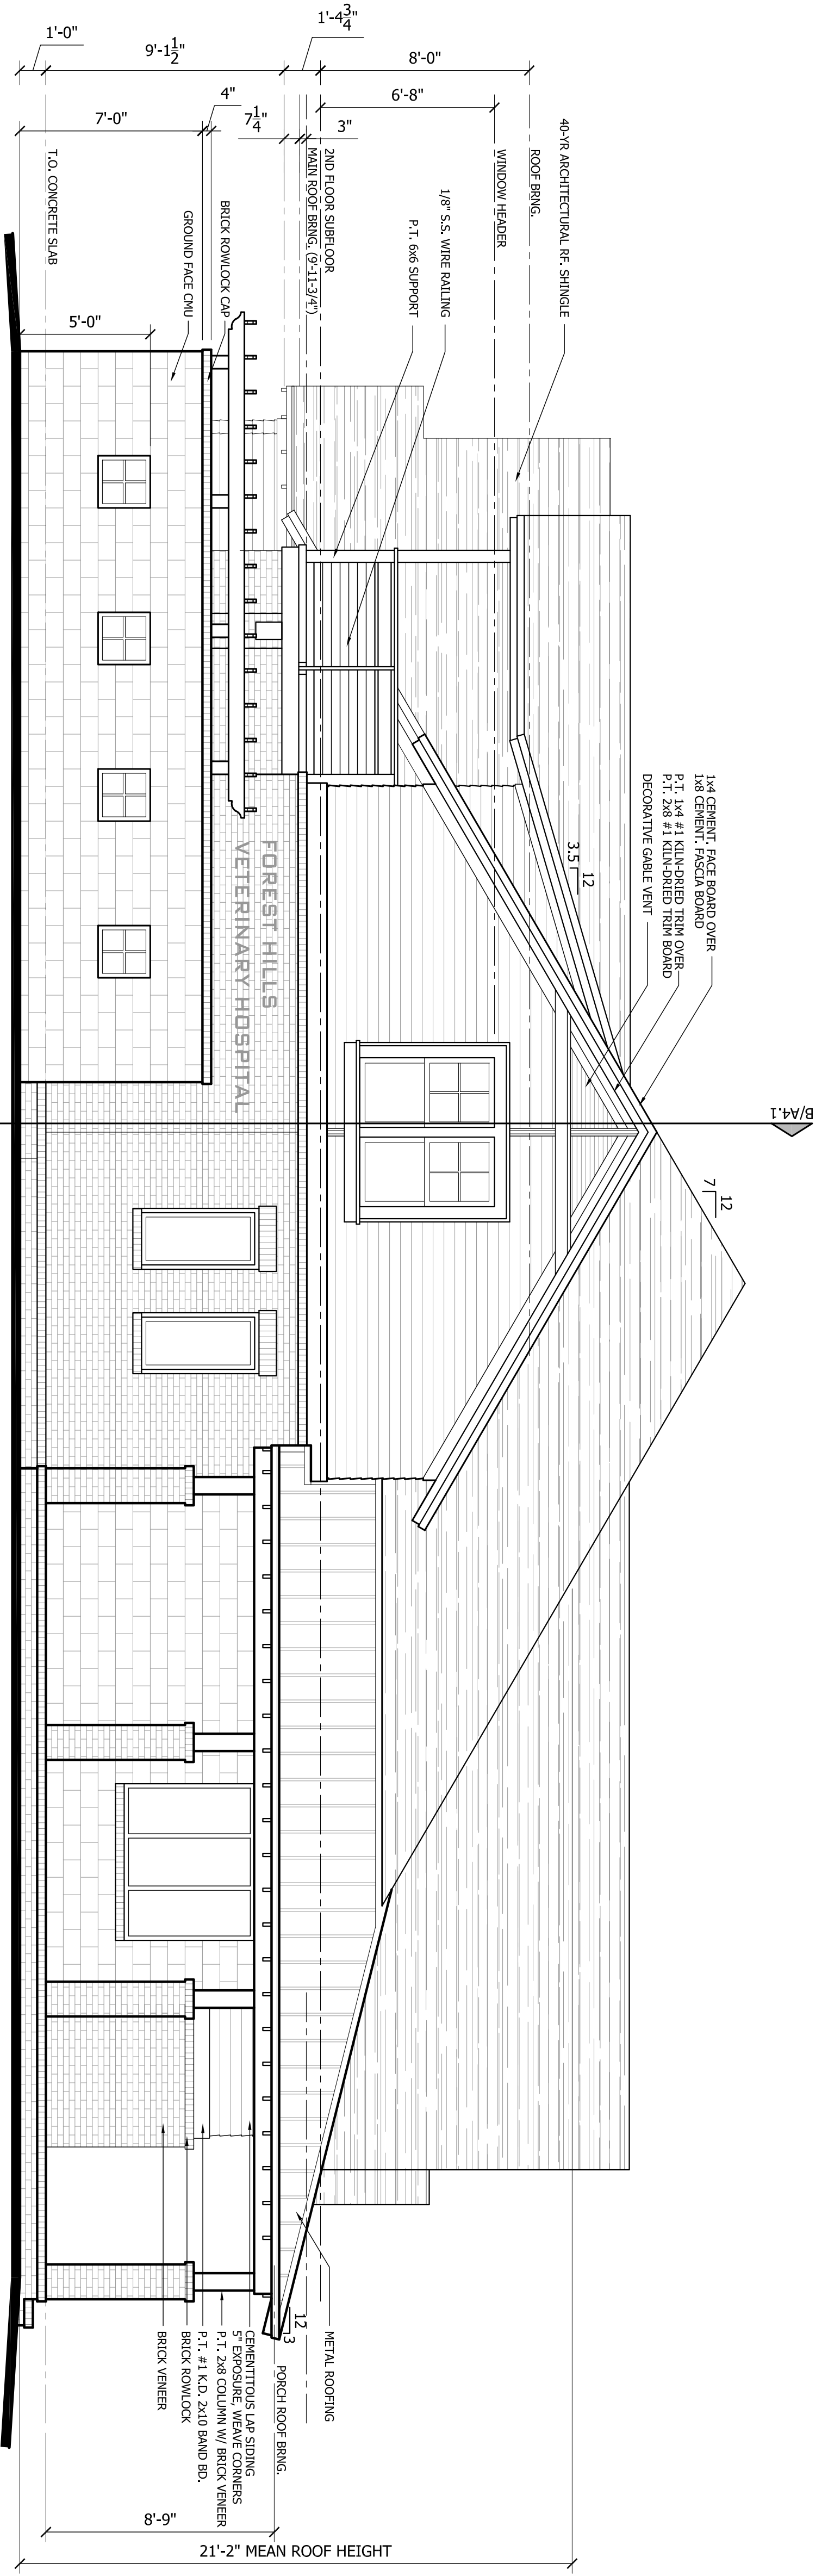 1'-0"
9'-1 1/2"
1'-4 3/4"
8'-0"
7'-0"
4"
7 1/4"
3"
6'-8"
5'-0"
40-YR ARCHITECTURAL RF. SHINGLE
ROOF BRNG.
WINDOW HEADER
1/8" S.S. WIRE RAILING
P.T. 6x6 SUPPORT
2ND FLOOR SUBFLOOR
MAIN ROOF BRNG. (9'-11-3/4")
BRICK ROWLOCK CAP
GROUND FACE CMU
T.O. CONCRETE SLAB
1x4 CEMENT. FACE BOARD OVER
1x8 CEMENT. FASCIA BOARD
P.T. 1x4 #1 KILN-DRIED TRIM OVER
P.T. 2x8 #1 KILN-DRIED TRIM BOARD
DECORATIVE GABLE VENT
12
3.5
FOREST HILLS
VETERINARY HOSPITAL
B/A4.1
12
7
METAL ROOFING
12
3
PORCH ROOF BRNG.
CEMENTITOUS LAP SIDING
5" EXPOSURE, WEAVE CORNERS
P.T. 2x8 COLUMN W/ BRICK VENEER
P.T. #1 K.D. 2x10 BAND BD.
BRICK ROWLOCK
BRICK VENEER
8'-9"
21'-2" MEAN ROOF HEIGHT